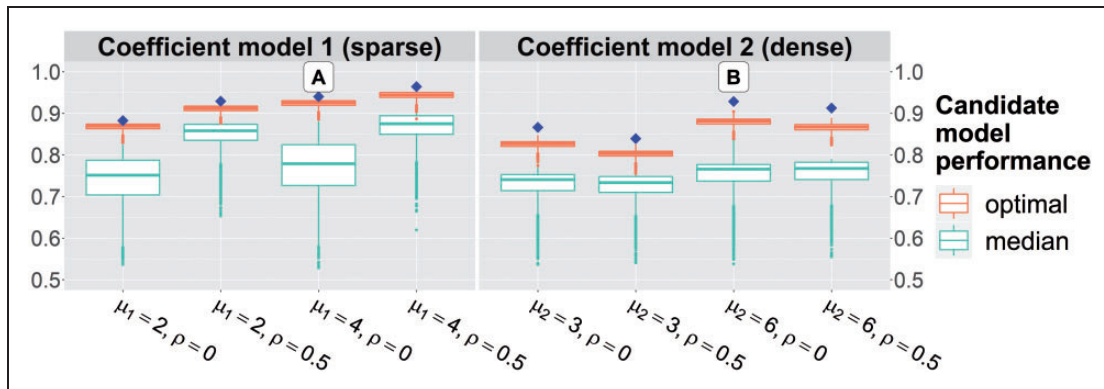 Coefficient model 1 (sparse)
Coefficient model 2 (dense)
1.0
0.9
0.8
0.7
0.6
0.5
A
B
1.0
0.9
0.8
0.7
0.6
0.5
μ1 = 2, ρ = 0
μ1 = 2, ρ = 0.5
μ1 = 4, ρ = 0
μ1 = 4, ρ = 0.5
μ2 = 3, ρ = 0
μ2 = 3, ρ = 0.5
μ2 = 6, ρ = 0
μ2 = 6, ρ = 0.5
Candidate
model
performance
optimal
median